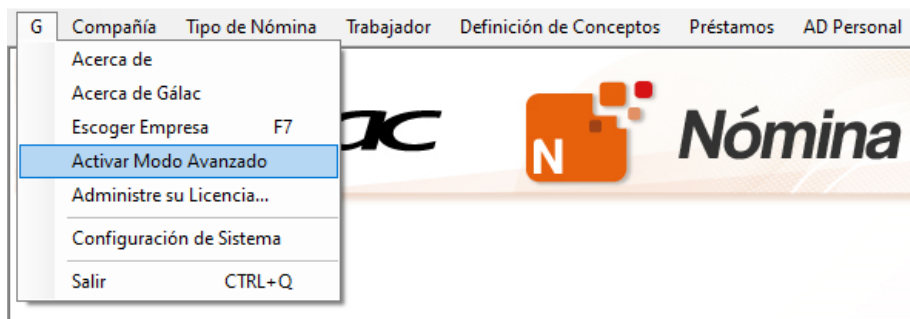 G Compañía Tipo de Nómina Trabajador Definición de Conceptos Préstamos AD Personal
Acerca de
Acerca de Gálac
Escoger Empresa F7
Activar Modo Avanzado
Administre su Licencia...
Configuración de Sistema
Salir CTRL+Q
N Nómina